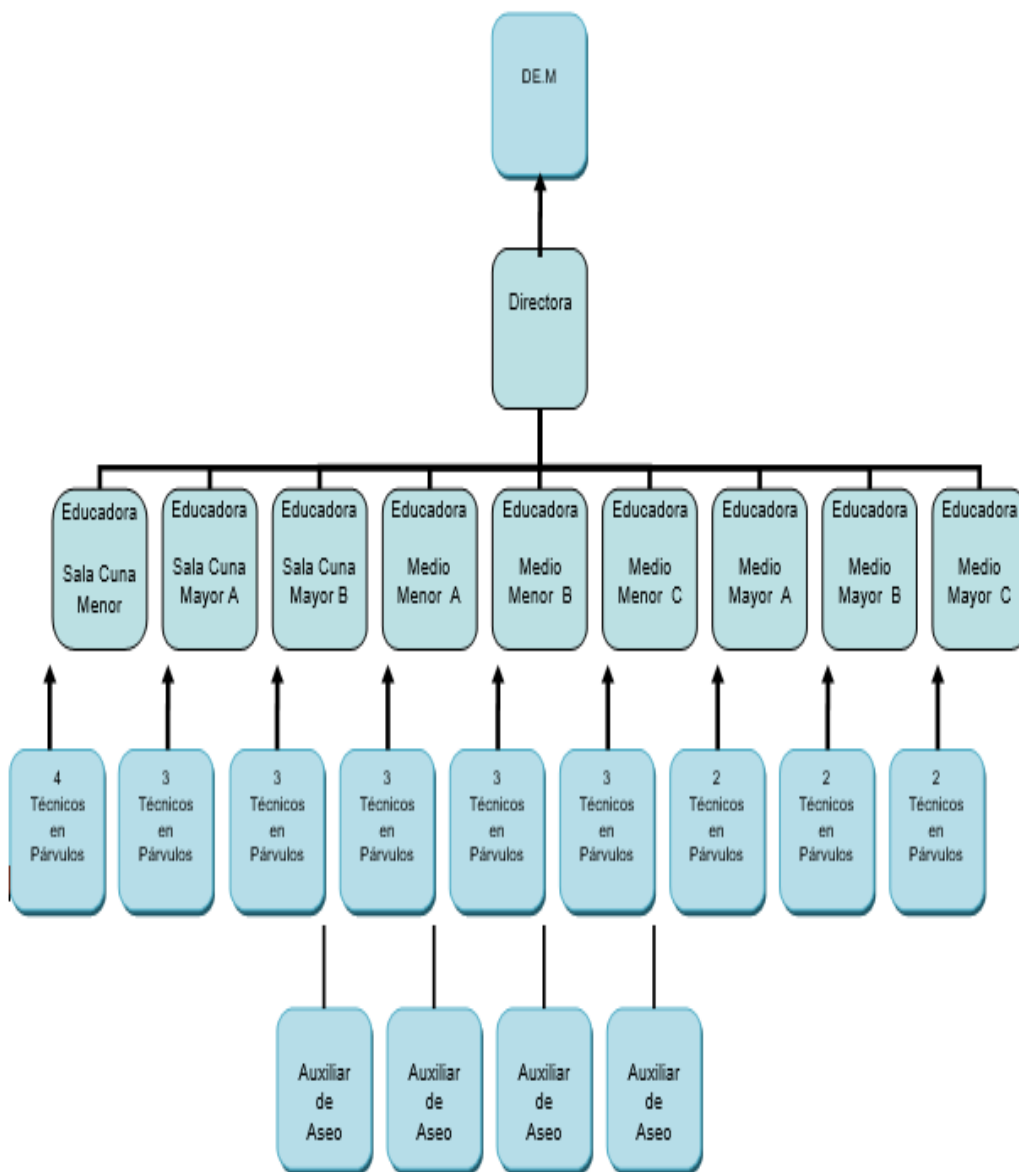 DE.M
Directora
Educadora
Sala Cuna
Menor
Educadora
Sala Cuna
Mayor A
Educadora
Sala Cuna
Mayor B
Educadora
Medio
Menor A
Educadora
Medio
Menor B
Educadora
Medio
Menor C
Educadora
Medio
Mayor A
Educadora
Medio
Mayor B
Educadora
Medio
Mayor C
4
Técnicos
en
Párvulos
3
Técnicos
en
Párvulos
3
Técnicos
en
Párvulos
3
Técnicos
en
Párvulos
3
Técnicos
en
Párvulos
3
Técnicos
en
Párvulos
2
Técnicos
en
Párvulos
2
Técnicos
en
Párvulos
2
Técnicos
en
Párvulos
Auxiliar
de
Aseo
Auxiliar
de
Aseo
Auxiliar
de
Aseo
Auxiliar
de
Aseo